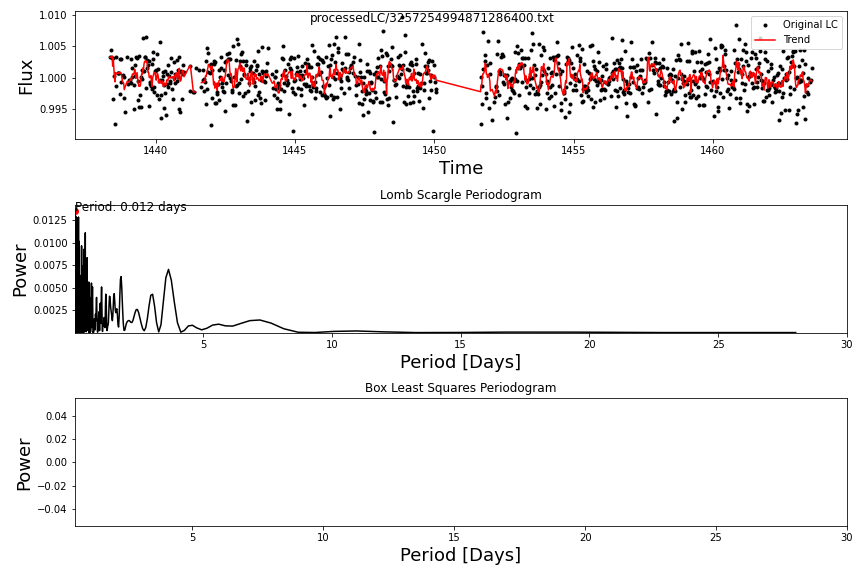 processedLC/3257254994871286400.txt
1.010
1.005
1.000
0.995
Flux
Original LC
Trend
1440
1445
1450
1455
1460
Time
Lomb Scargle Periodogram
Period: 0.012 days
0.0125
0.0100
0.0075
0.0050
0.0025
Power
5
10
15
20
25
30
Period [Days]
Box Least Squares Periodogram
0.04
0.02
0.00
−0.02
−0.04
Power
5
10
15
20
25
30
Period [Days]